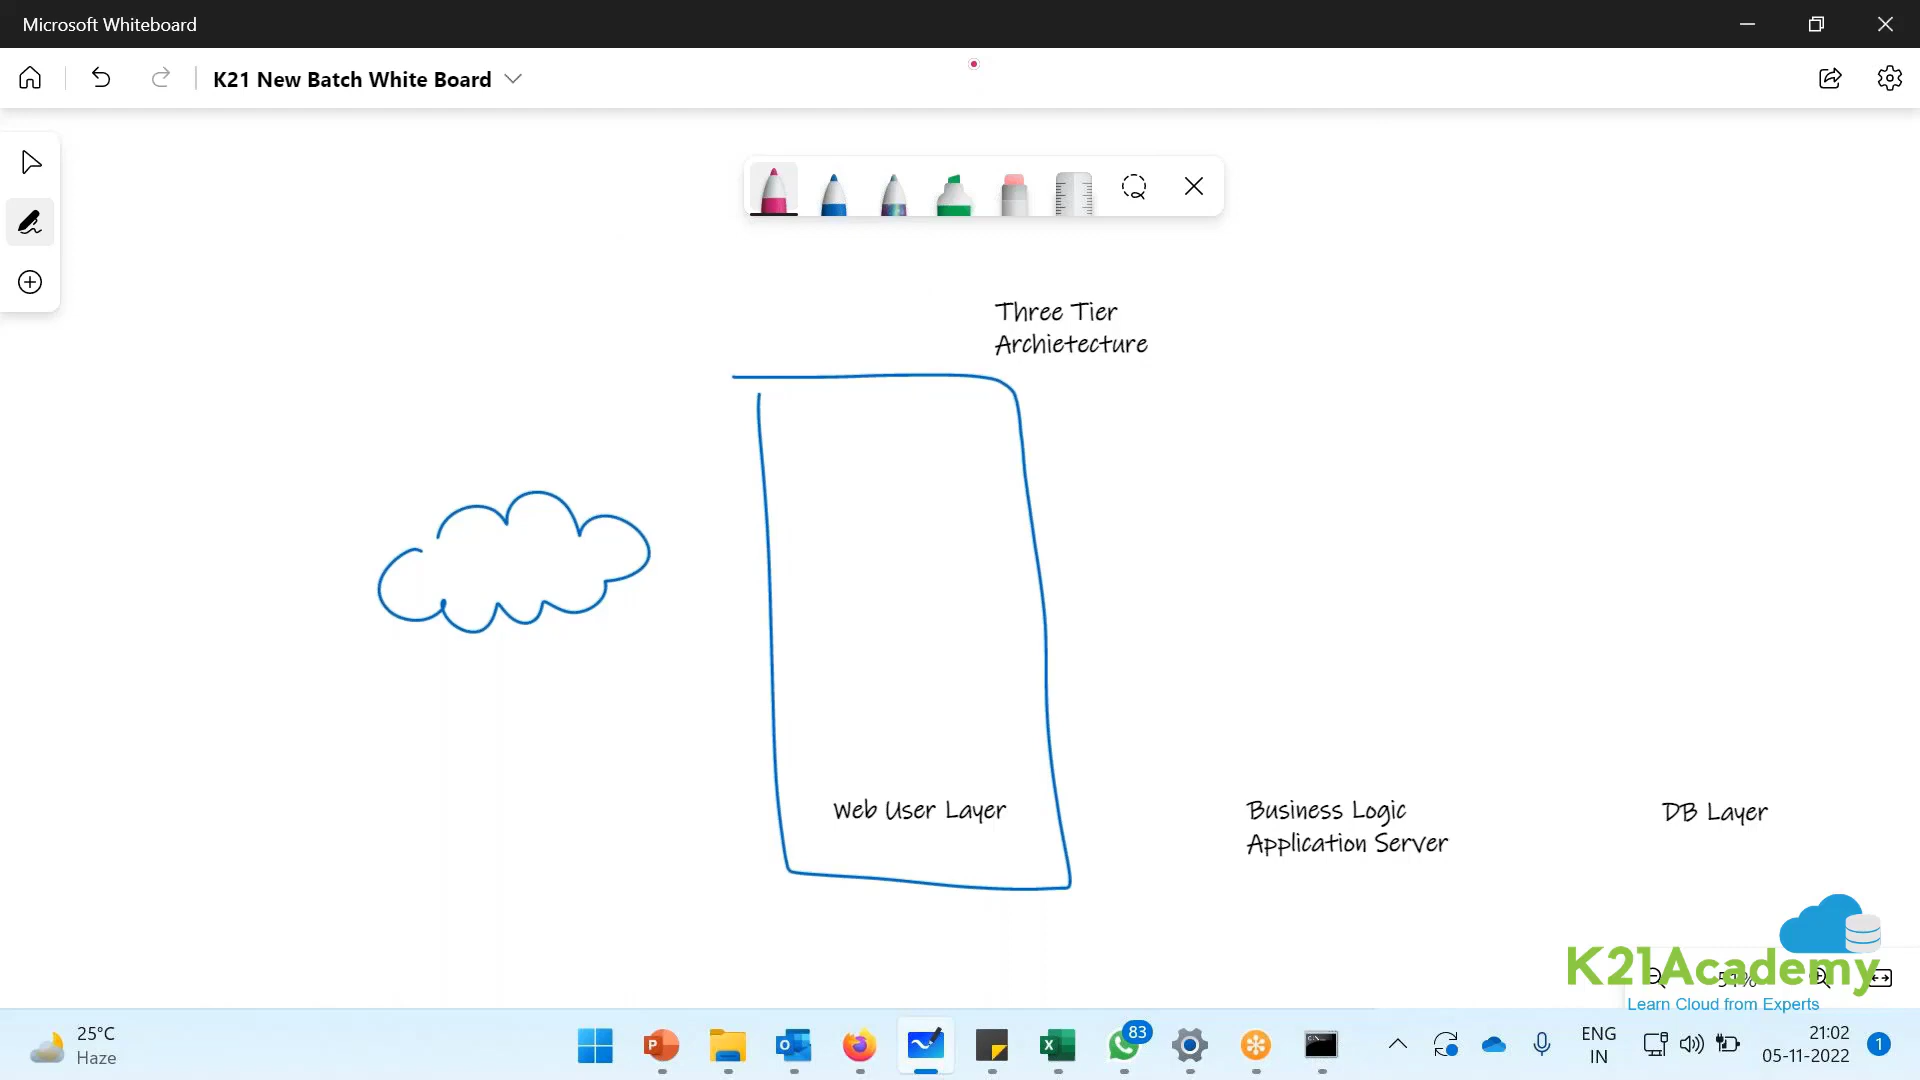 Microsoft Whiteboard
K21 New Batch White Board
Three Tier
Archietecture
Web User Layer
Business Logic
Application Server
DB Layer
K21Academy
Learn Cloud from Experts
25°C
Haze
83
ENG
IN
21:02
05-11-2022
1